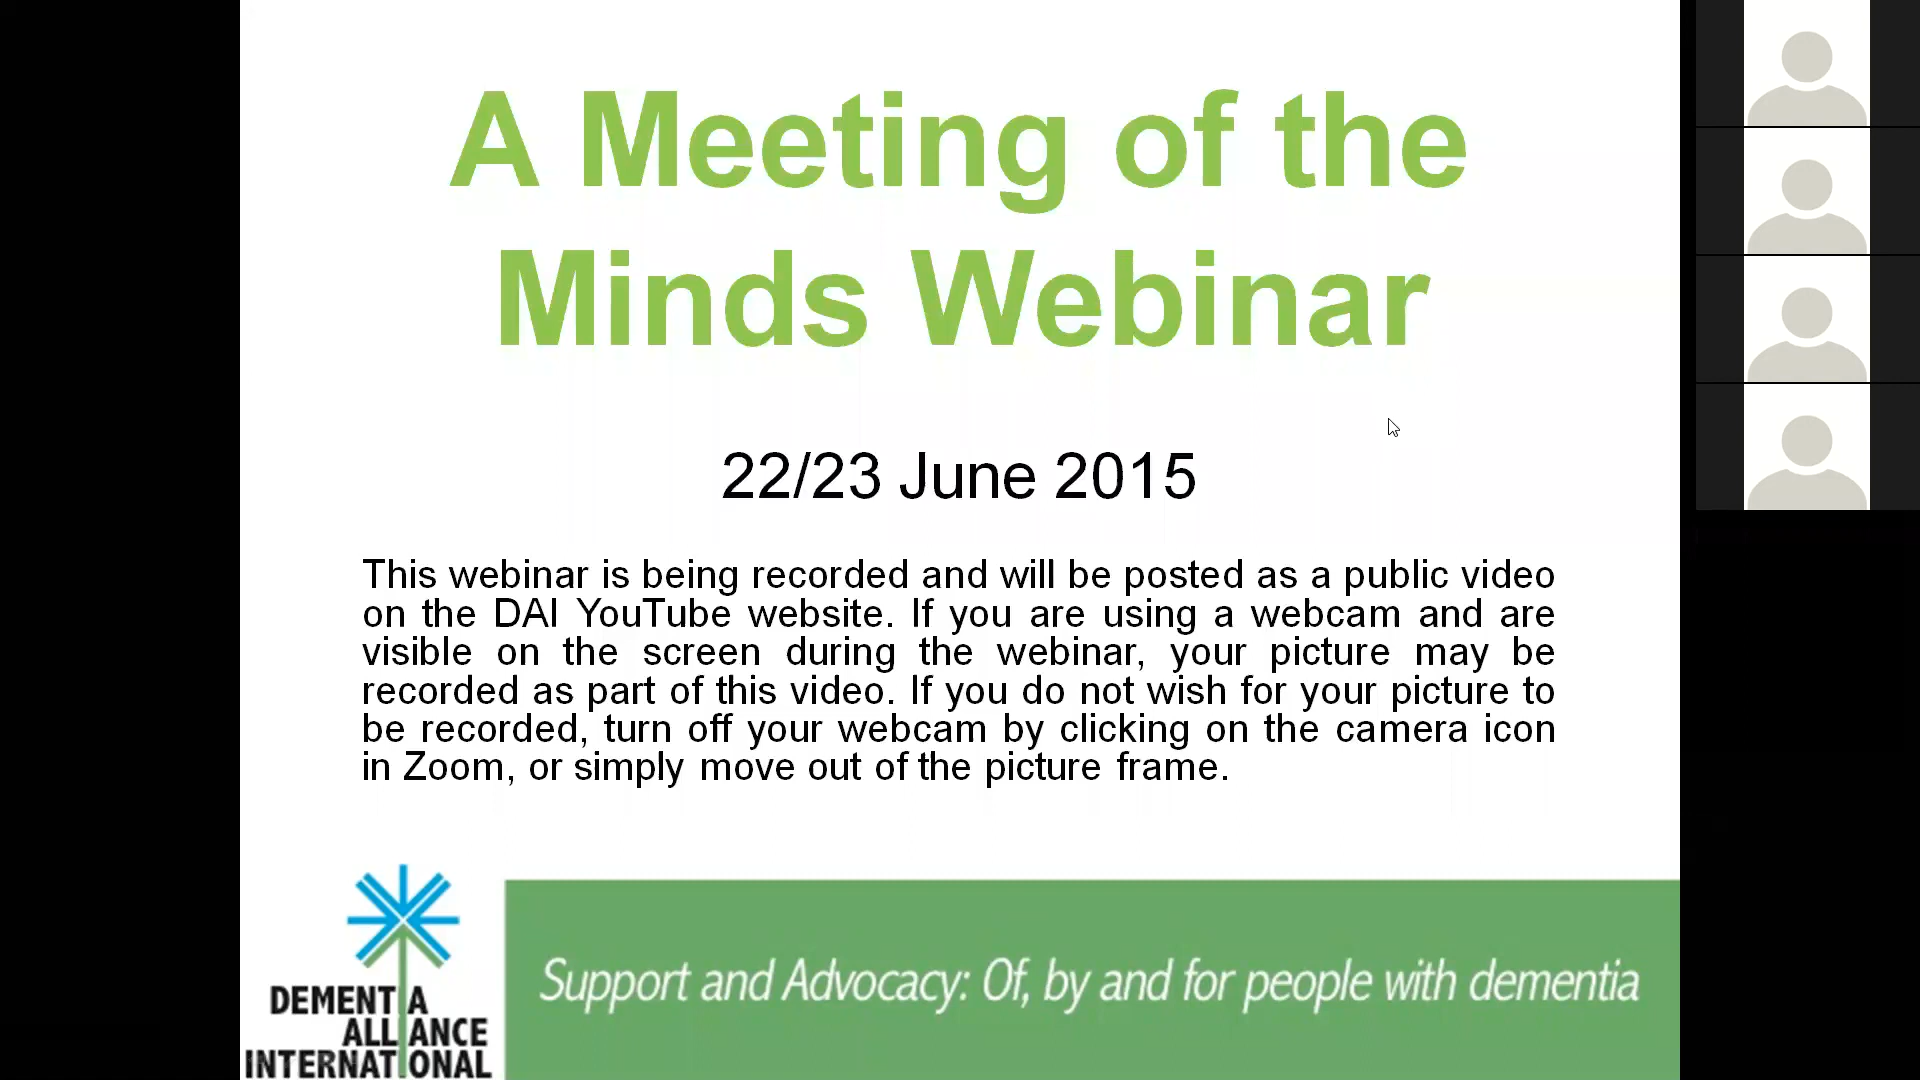 A Meeting of the
Minds Webinar
22/23 June 2015
This webinar is being recorded and will be posted as a public video
on the DAI YouTube website. If you are using a webcam and are
visible on the screen during the webinar, your picture may be
recorded as part of this video. If you do not wish for your picture to
be recorded, turn off your webcam by clicking on the camera icon
in Zoom, or simply move out of the picture frame.
DEMENTIA
ALLIANCE
INTERNATIONAL
Support and Advocacy: Of, by and for people with dementia